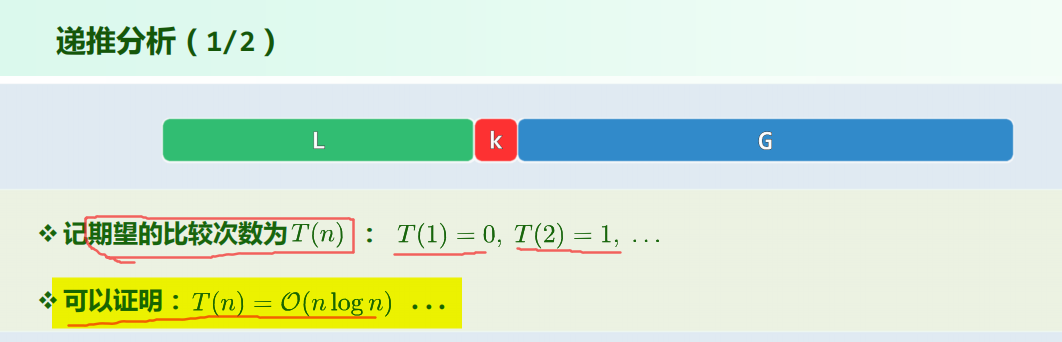 递推分析（1/2）
L k G
❖ 记期望的比较次数为 T(n) ： T(1) = 0, T(2) = 1, …
❖ 可以证明： T(n) = 𝒪(n log n) …